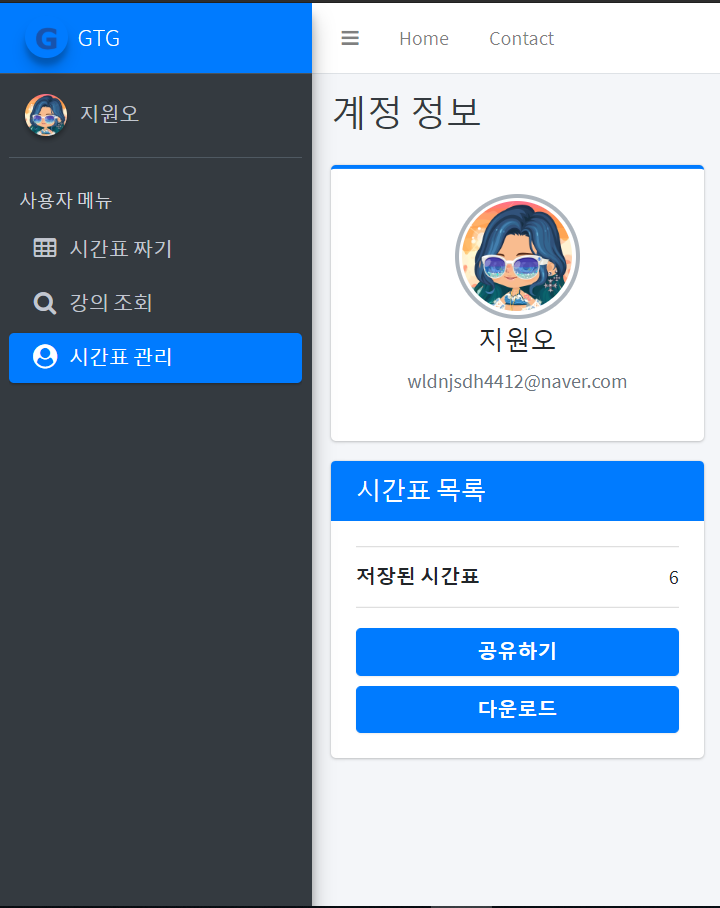 G GTG
지원오
사용자 메뉴
시간표 짜기
강의 조회
시간표 관리
Home Contact
계정 정보
지원오
wldnjsdh4412@naver.com
시간표 목록
저장된 시간표 6
공유하기
다운로드